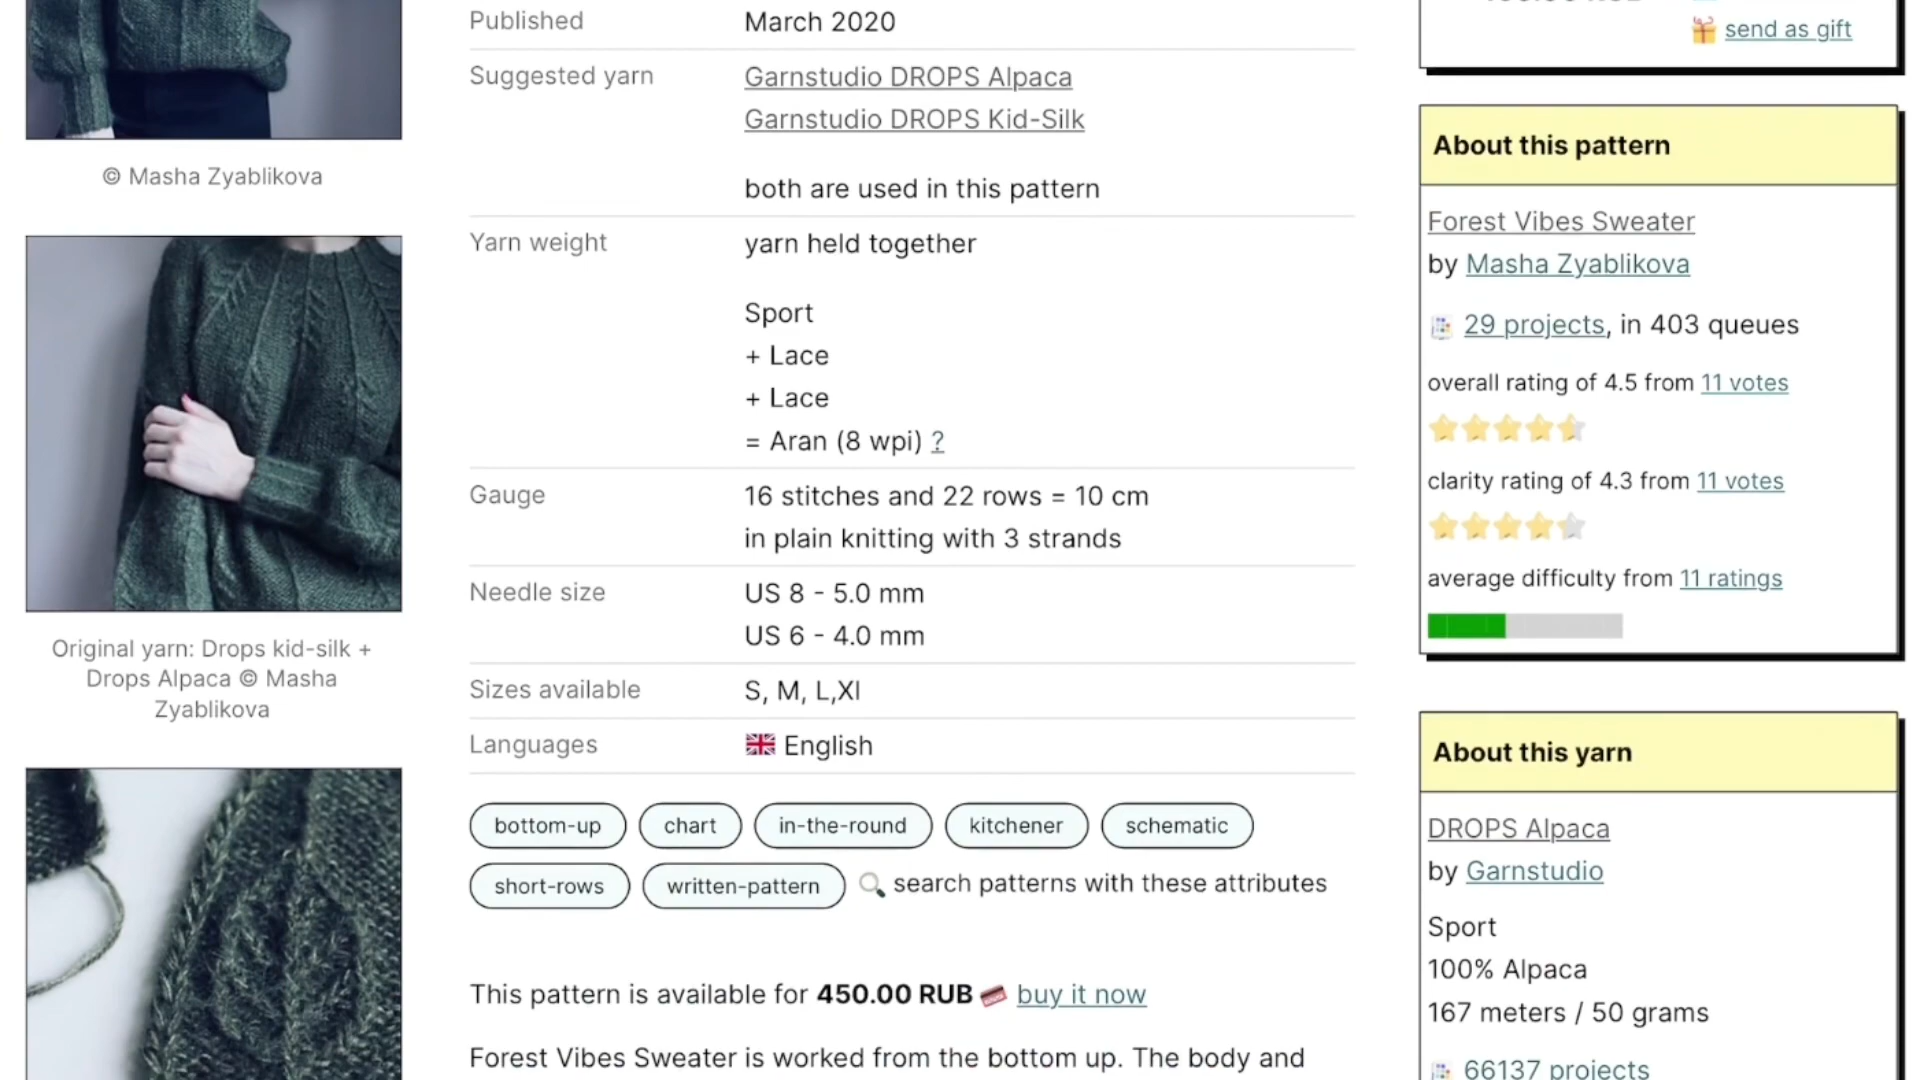 © Masha Zyablikova
Original yarn: Drops kid-silk +
Drops Alpaca © Masha
Zyablikova
Published March 2020
Suggested yarn Garnstudio DROPS Alpaca
Garnstudio DROPS Kid-Silk
both are used in this pattern
Yarn weight yarn held together
Sport
+ Lace
+ Lace
= Aran (8 wpi) ?
Gauge 16 stitches and 22 rows = 10 cm
in plain knitting with 3 strands
Needle size US 8 - 5.0 mm
US 6 - 4.0 mm
Sizes available S, M, L,Xl
Languages English
bottom-up chart in-the-round kitchener schematic
short-rows written-pattern search patterns with these attributes
This pattern is available for 450.00 RUB buy it now
Forest Vibes Sweater is worked from the bottom up. The body and
send as gift
About this pattern
Forest Vibes Sweater
by Masha Zyablikova
29 projects, in 403 queues
overall rating of 4.5 from 11 votes
clarity rating of 4.3 from 11 votes
average difficulty from 11 ratings
About this yarn
DROPS Alpaca
by Garnstudio
Sport
100% Alpaca
167 meters / 50 grams
66137 projects